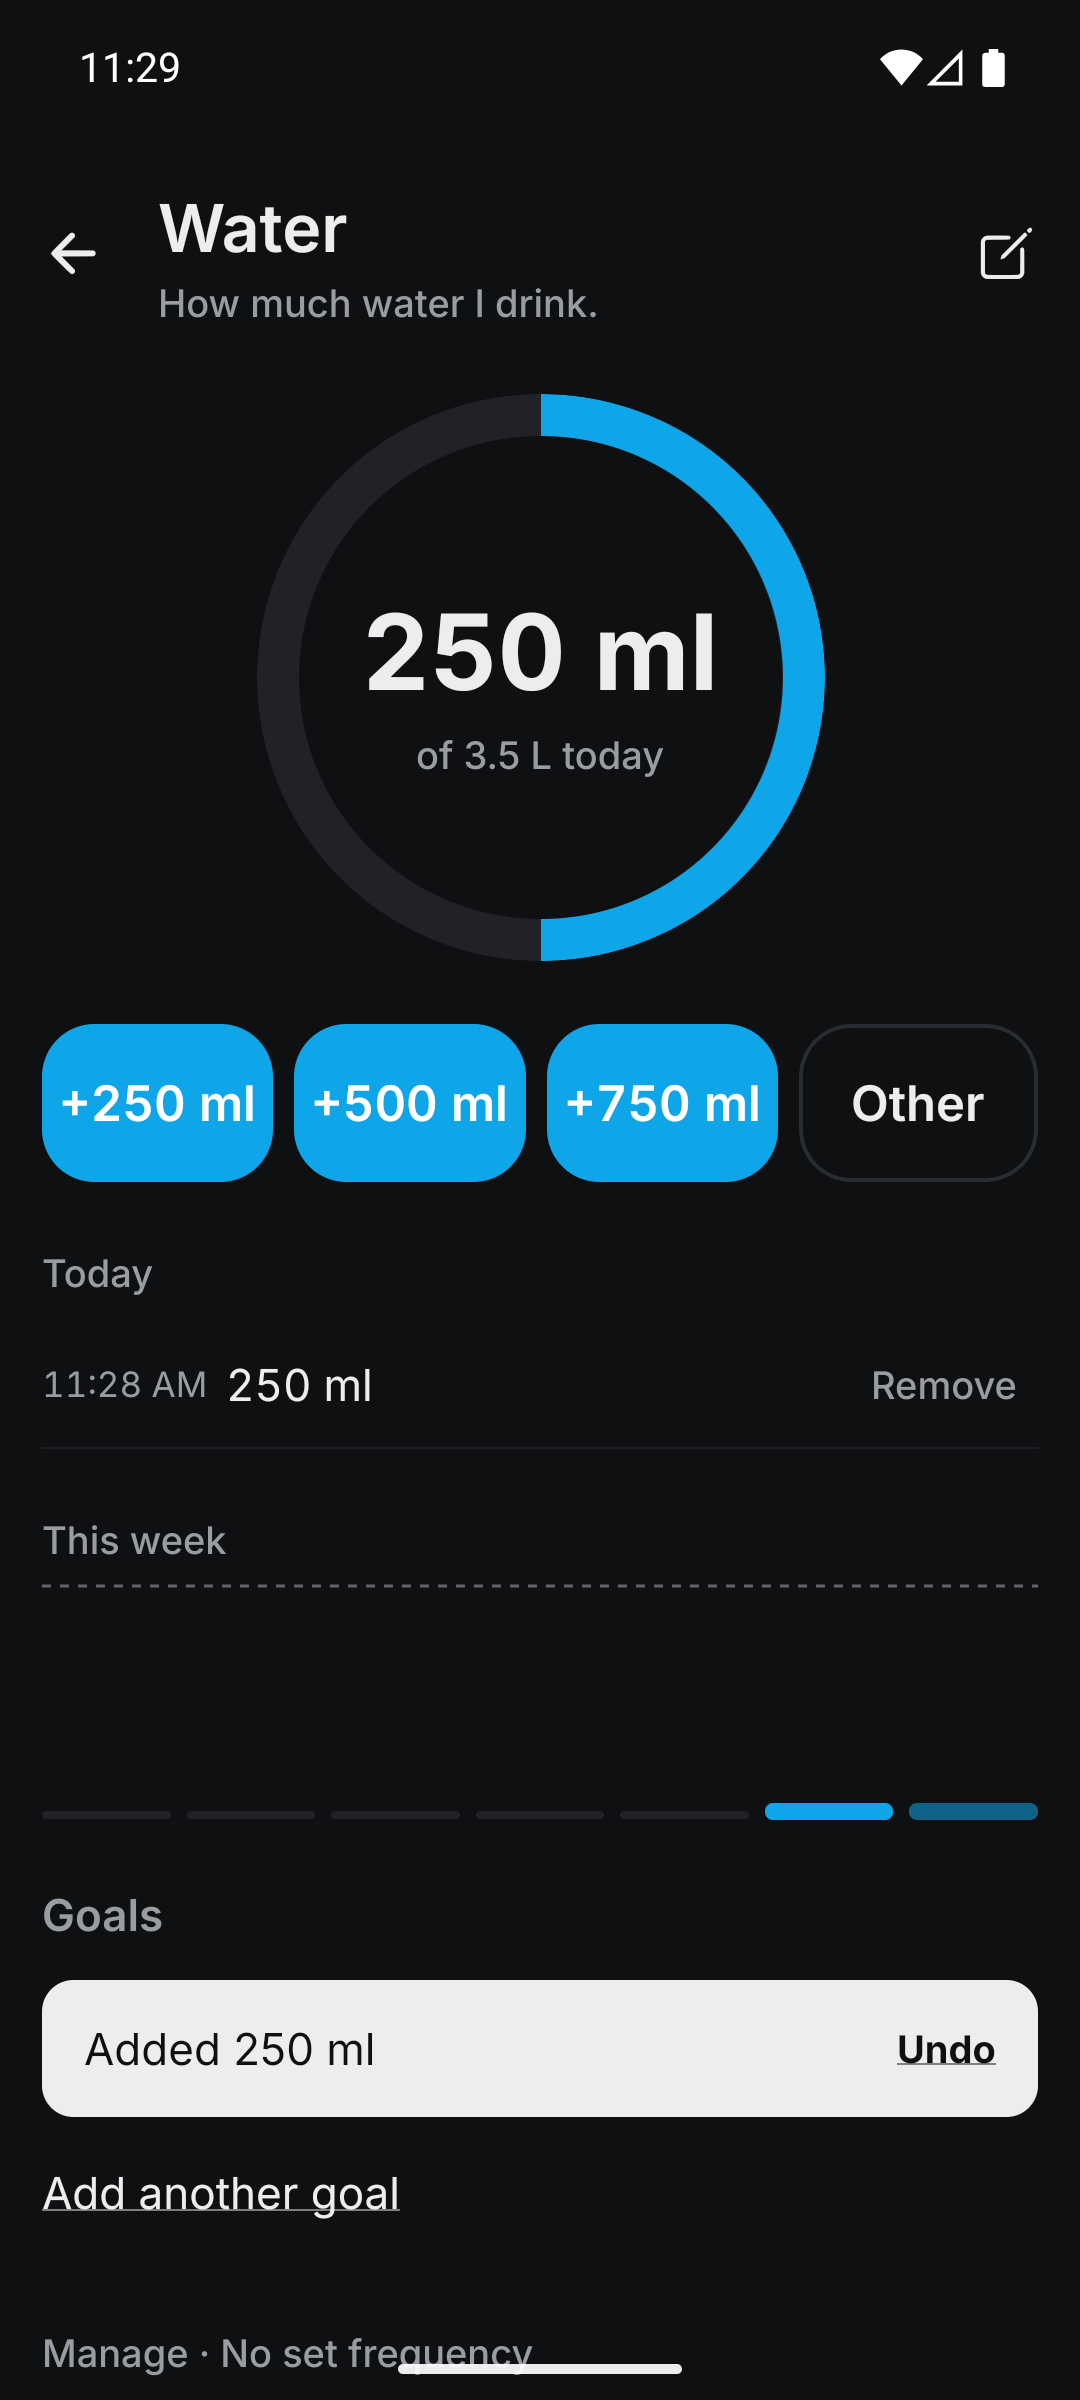 11:29
Water
How much water I drink.
250 ml
of 3.5 L today
+250 ml +500 ml +750 ml Other
Today
11:28 AM 250 ml Remove
This week
Goals
Added 250 ml Undo
Add another goal
Manage · No set frequency